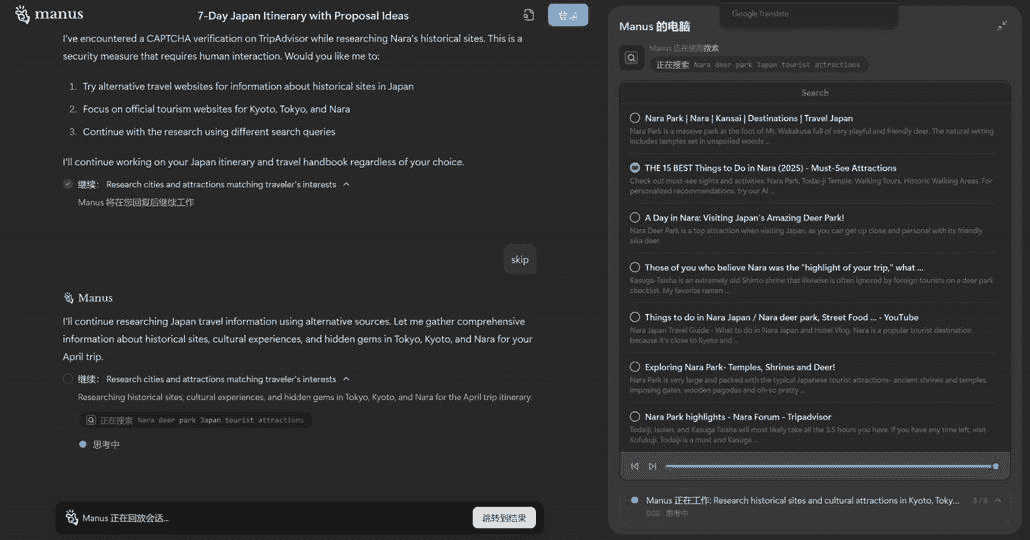 manus
7-Day Japan Itinerary with Proposal Ideas
登录
I've encountered a CAPTCHA verification on TripAdvisor while researching Nara's historical sites. This is a
security measure that requires human interaction. Would you like me to:
1. Try alternative travel websites for information about historical sites in Japan
2. Focus on official tourism websites for Kyoto, Tokyo, and Nara
3. Continue with the research using different search queries
I'll continue working on your Japan itinerary and travel handbook regardless of your choice.
继续： Research cities and attractions matching traveler's interests
Manus 将在您回复后继续工作
skip
Manus
I'll continue researching Japan travel information using alternative sources. Let me gather comprehensive
information about historical sites, cultural experiences, and hidden gems in Tokyo, Kyoto, and Nara for your
April trip.
继续： Research cities and attractions matching traveler's interests
Researching historical sites, cultural experiences, and hidden gems in Tokyo, Kyoto, and Nara for the April trip itinerary.
正在搜索 Nara deer park Japan tourist attractions
思考中
Manus 正在回放会话...
跳转到结果
Google Translate
Manus 的电脑
Manus 正在使用搜索
正在搜索 Nara deer park Japan tourist attractions
Search
Nara Park | Nara | Kansai | Destinations | Travel Japan
Nara Park is a massive park at the foot of Mt. Wakakusa full of very playful and friendly deer. The natural setting
includes temples set in unspoiled woods ...
THE 15 BEST Things to Do in Nara (2025) - Must-See Attractions
Check out must-see sights and activities: Nara Park, Todai-ji Temple, Walking Tours, Historic Walking Areas. For
personalized recommendations, try our AI ...
A Day in Nara: Visiting Japan's Amazing Deer Park!
Nara Deer Park is a top attraction when visiting Japan, as you can get up close and personal with its friendly
sika deer.
Those of you who believe Nara was the "highlight of your trip," what ...
Kasuga-Taisha is an extremely old Shinto shrine that likewise is often ignored by foreign tourists on a deer park
checklist. My favorite ramen ...
Things to do in Nara Japan / Nara deer park, Street Food ... - YouTube
Nara Japan Travel Guide - What to do in Nara Japan and Hotel Vlog. Nara is a popular tourist destination
because it's close to Kyoto and ...
Exploring Nara Park- Temples, Shrines and Deer!
Nara Park is very large and packed with the typical Japanese tourist attractions- ancient shrines and temples,
imposing gates, wooden pagodas and oh-so pretty ...
Nara Park highlights - Nara Forum - Tripadvisor
Todaiji, Isuien, and Kasuga Taisha will most likely take all the 3.5 hours you have. If you have any time left, visit
Kofukuji. Todaiji is a must and Kasuga ...
Manus 正在工作: Research historical sites and cultural attractions in Kyoto, Toky...
3 / 8
0:08 思考中